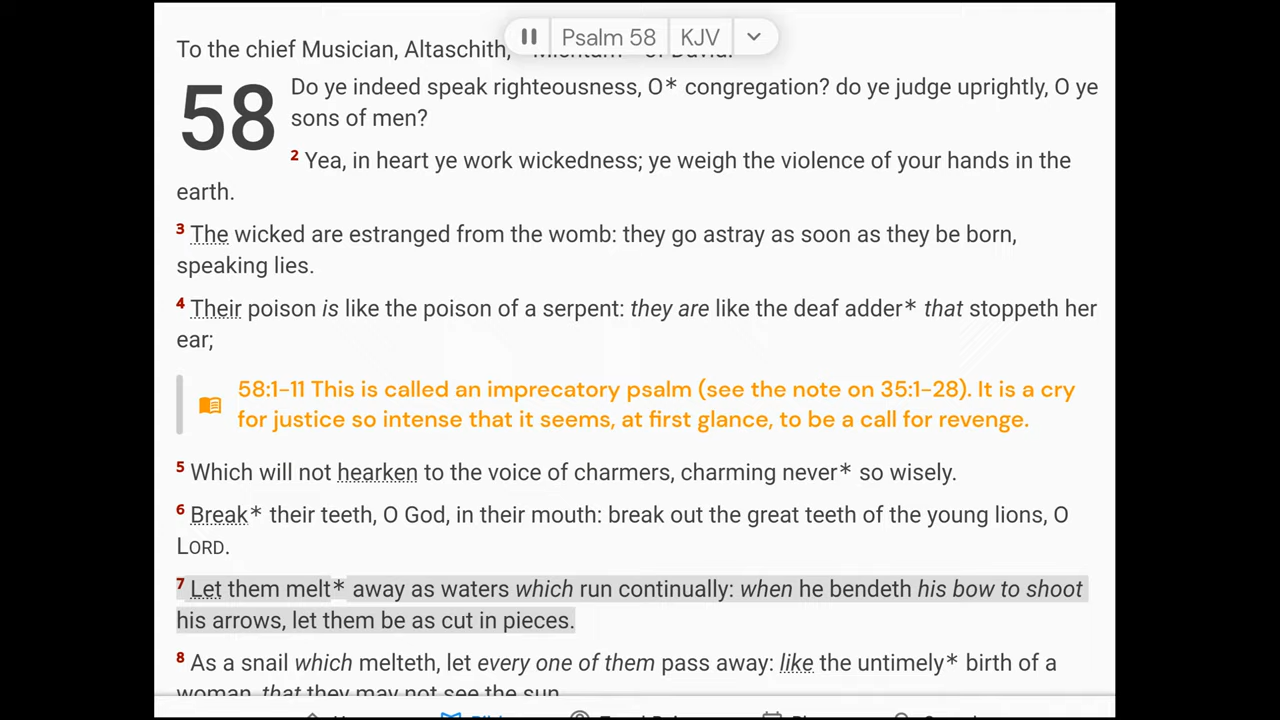 Psalm 58 KJV
To the chief Musician, Altaschith,
58
Do ye indeed speak righteousness, O* congregation? do ye judge uprightly, O ye
sons of men?
2 Yea, in heart ye work wickedness; ye weigh the violence of your hands in the
earth.
3 The wicked are estranged from the womb: they go astray as soon as they be born,
speaking lies.
4 Their poison is like the poison of a serpent: they are like the deaf adder* that stoppeth her
ear;
58:1-11 This is called an imprecatory psalm (see the note on 35:1-28). It is a cry
for justice so intense that it seems, at first glance, to be a call for revenge.
5 Which will not hearken to the voice of charmers, charming never* so wisely.
6 Break* their teeth, O God, in their mouth: break out the great teeth of the young lions, O
LORD.
7 Let them melt* away as waters which run continually: when he bendeth his bow to shoot
his arrows, let them be as cut in pieces.
8 As a snail which melteth, let every one of them pass away: like the untimely* birth of a
woman, that they may not see the sun.